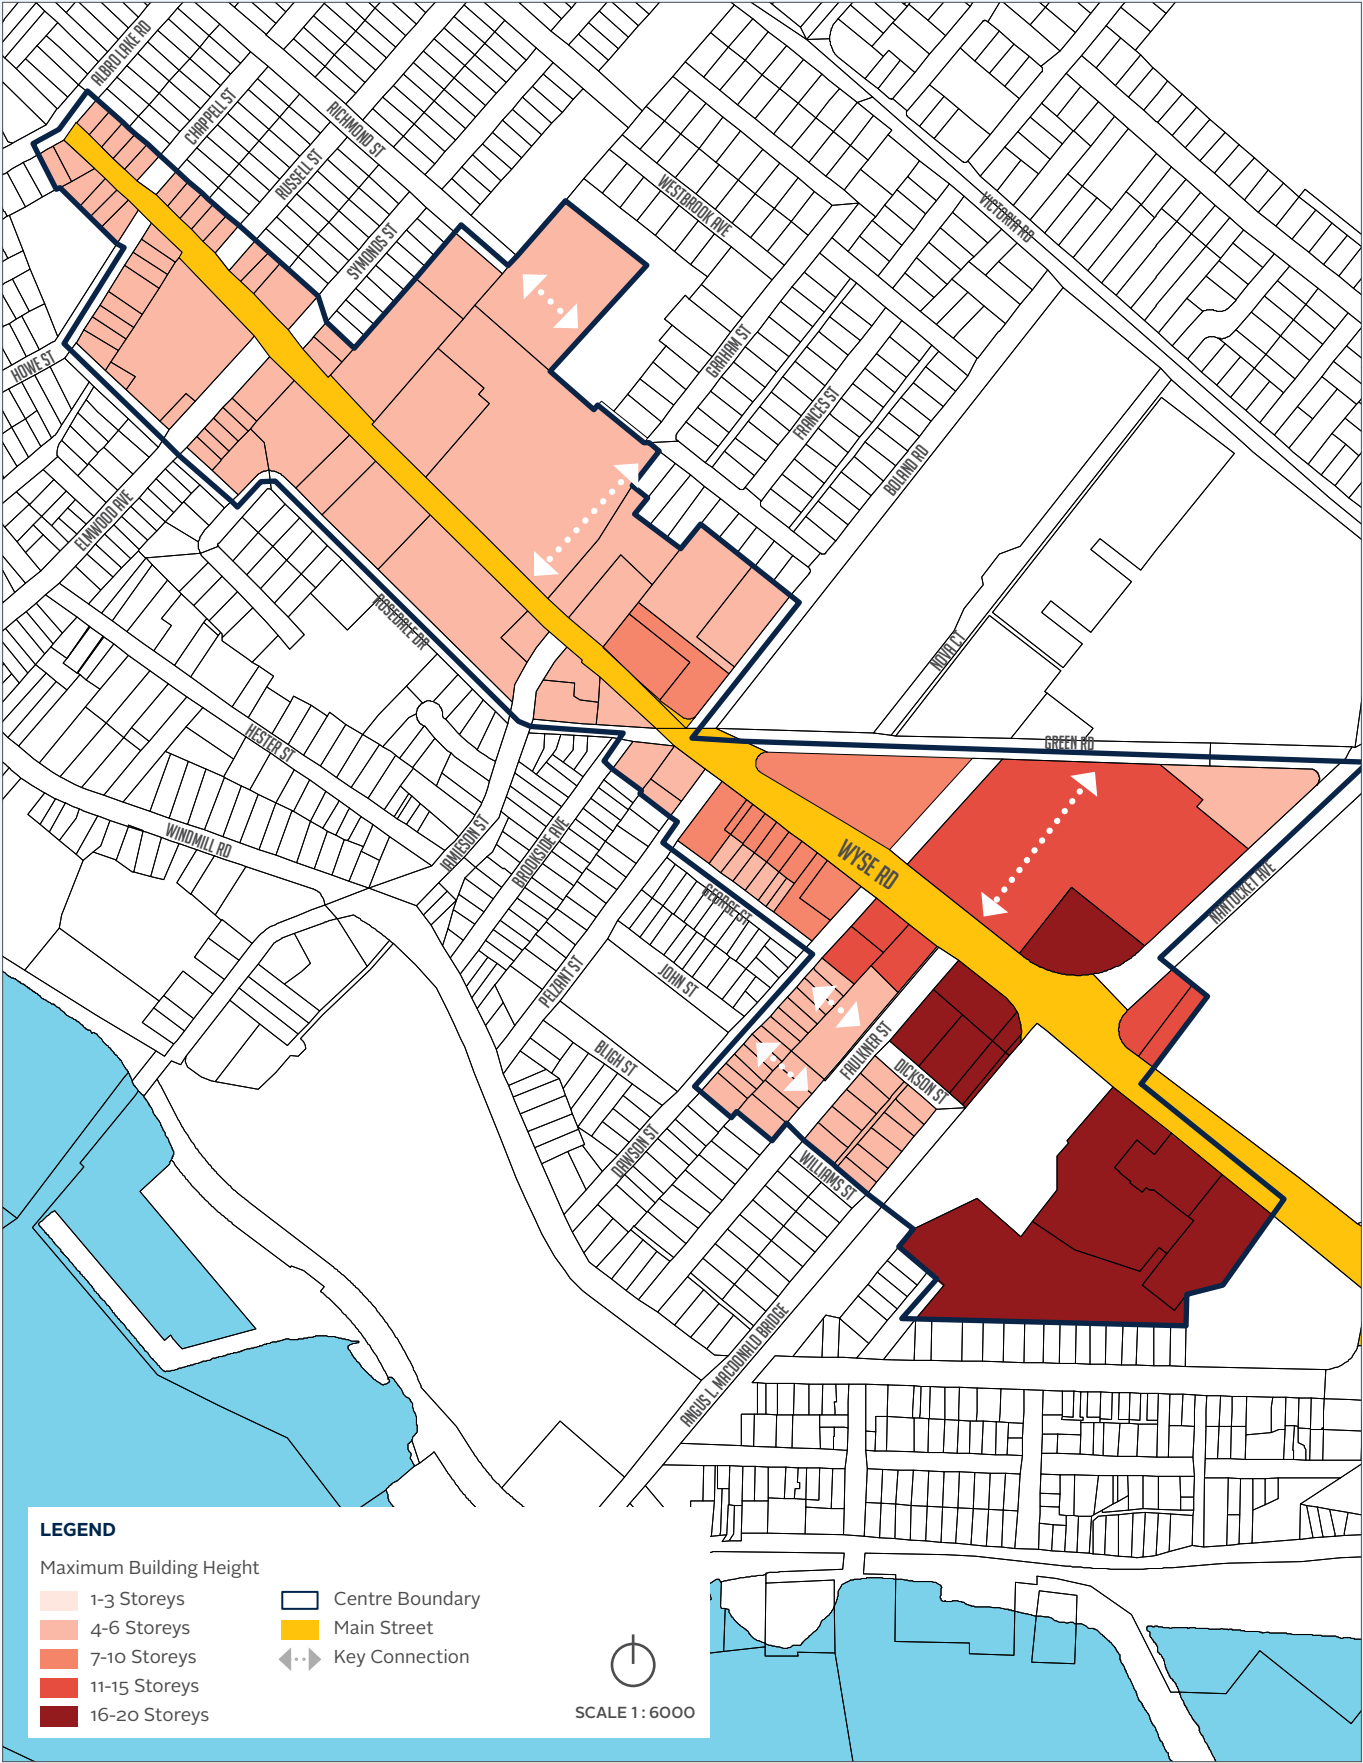 ALBRO LAKE RD
CHAPPELL ST
RICHMOND ST
RUSSELL ST
SYMONDS ST
WESTBROOK AVE
VICTORIA RD
HOWE ST
GRAHAM ST
FRANCES ST
BOLAND RD
ELMWOOD AVE
ROSEDALE DR
NOVA CT
HESTER ST
GREEN RD
WINDMILL RD
JAMIESON ST
BROOKSIDE AVE
WYSE RD
GEORGE ST
NANTUCKET AVE
PELZANT ST
JOHN ST
BLIGH ST
FAULKNER ST
DICKSON ST
DAWSON ST
WILLIAMS ST
ANGUS L. MACDONALD BRIDGE
LEGEND
Maximum Building Height
1-3 Storeys
4-6 Storeys
7-10 Storeys
11-15 Storeys
16-20 Storeys
Centre Boundary
Main Street
Key Connection
SCALE 1 : 6000